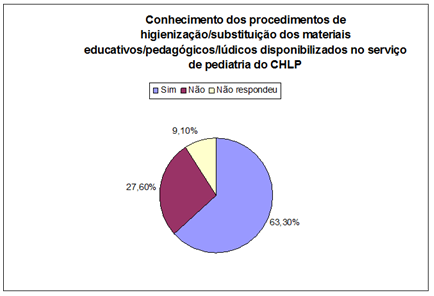 Conhecimento dos procedimentos de
higienização/substituição dos materiais
educativos/pedagógicos/lúdicos disponibilizados no serviço
de pediatria do CHLP
Sim Não Não respondeu
9,10%
27,60%
63,30%